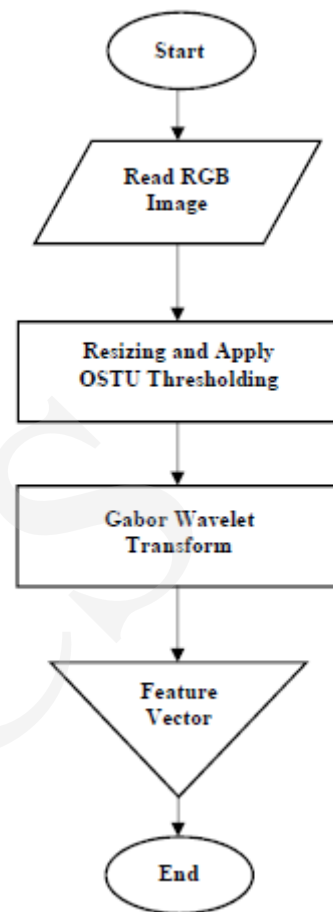 Start
Read RGB
Image
Resizing and Apply
OSTU Thresholding
Gabor Wavelet
Transform
Feature
Vector
End